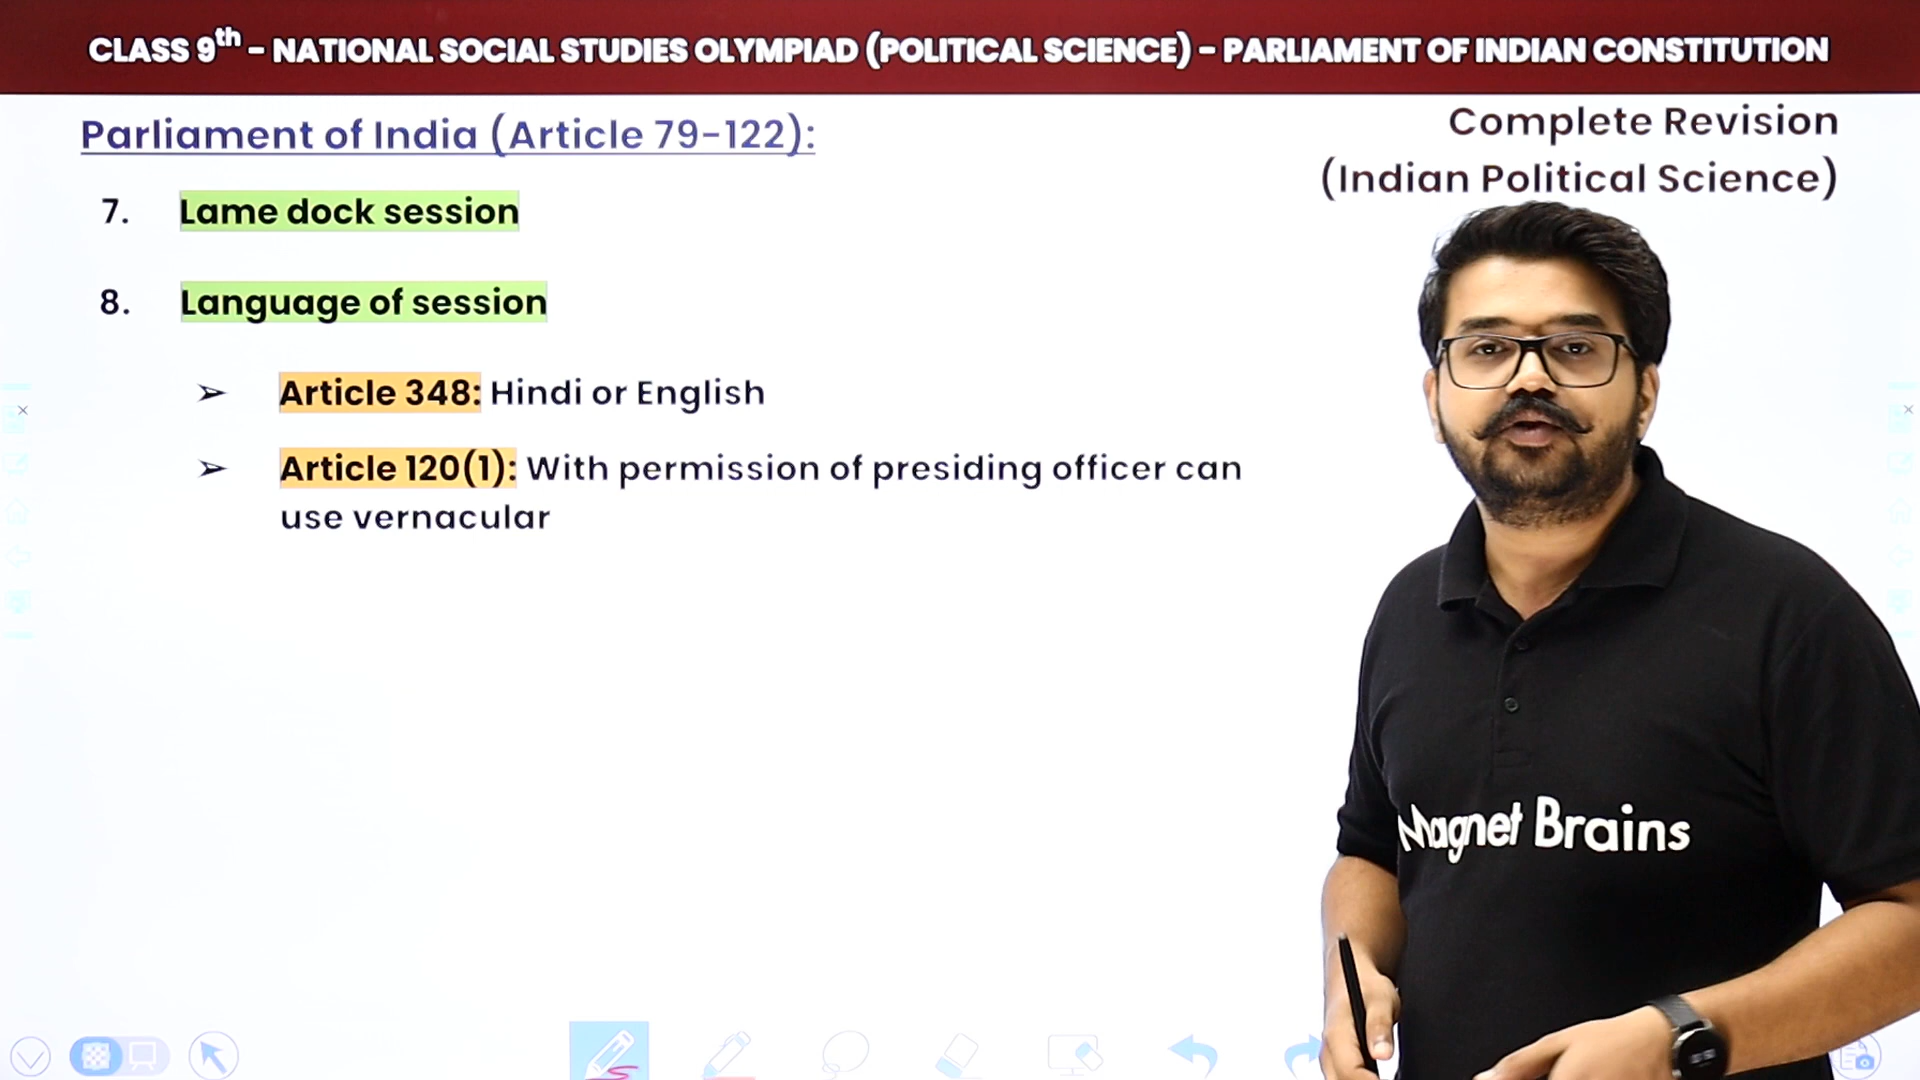 CLASS 9th – NATIONAL SOCIAL STUDIES OLYMPIAD (POLITICAL SCIENCE) – PARLIAMENT OF INDIAN CONSTITUTION
Parliament of India (Article 79-122):
Complete Revision
(Indian Political Science)
7. Lame dock session
8. Language of session
➢ Article 348: Hindi or English
➢ Article 120(1): With permission of presiding officer can
use vernacular
Magnet Brains